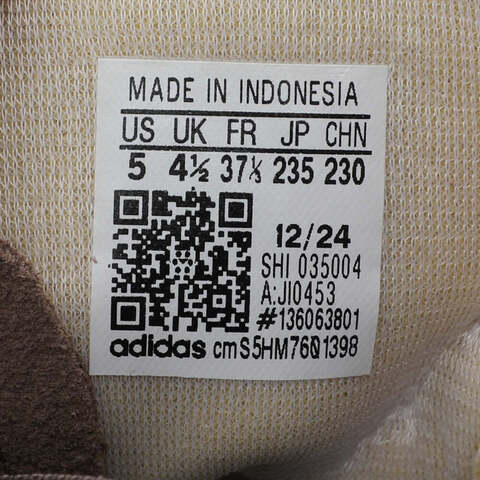 MADE IN INDONESIA
US UK FR JP CHN
5 4½ 37⅓ 235 230
12/24
SHI 035004
A:JI0453
#136063801
adidas cmS5HM76Q1398